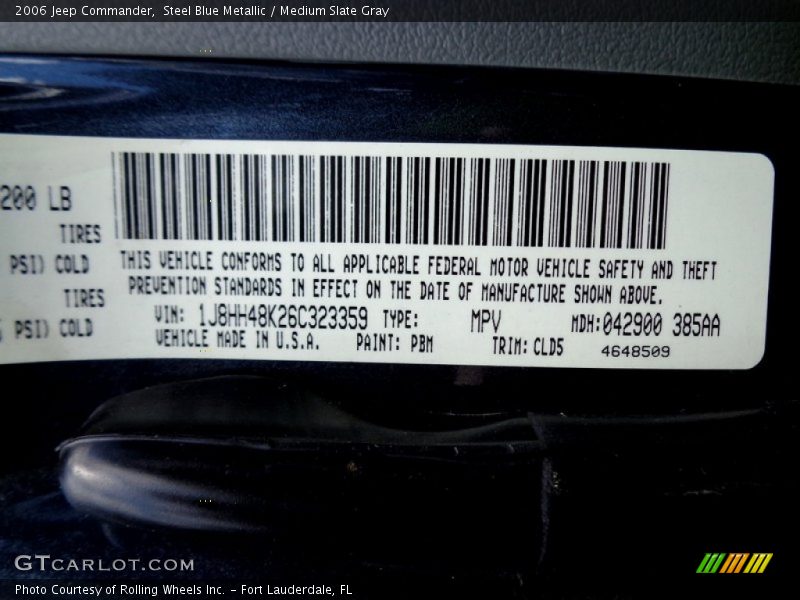 2006 Jeep Commander,  Steel Blue Metallic / Medium Slate Gray
200 LB
TIRES
PSI) COLD
TIRES
PSI) COLD
THIS VEHICLE CONFORMS TO ALL APPLICABLE FEDERAL MOTOR VEHICLE SAFETY AND THEFT
PREVENTION STANDARDS IN EFFECT ON THE DATE OF MANUFACTURE SHOWN ABOVE.
VIN: 1J8HH48K26C323359 TYPE: MPV MDH:042900 385AA
VEHICLE MADE IN U.S.A. PAINT: PBM TRIM: CLD5 4648509
GTCARLOT.COM
Photo Courtesy of Rolling Wheels Inc. – Fort Lauderdale, FL